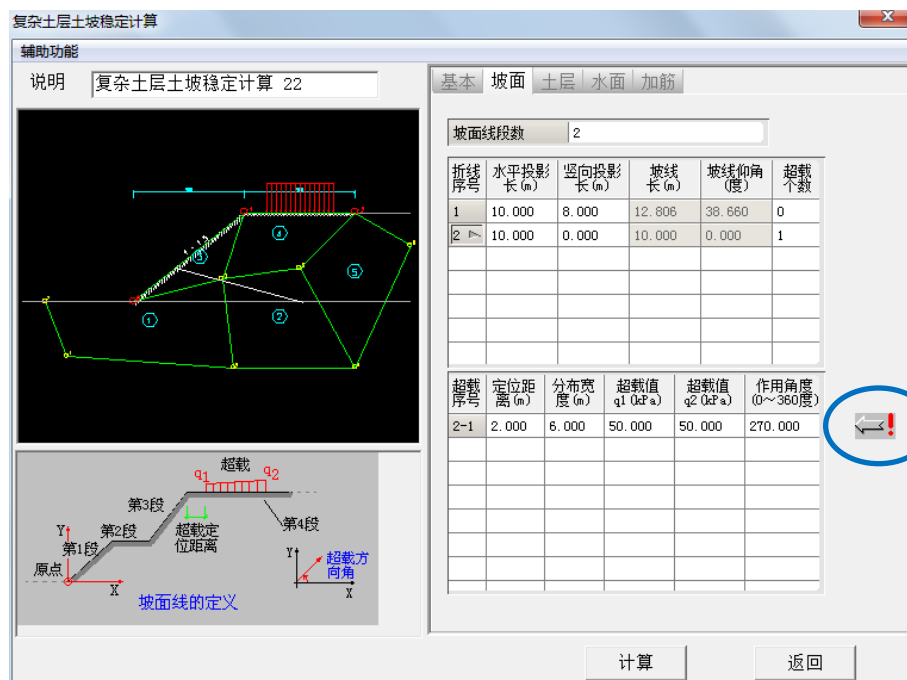 复杂土层土坡稳定计算
辅助功能
说明 复杂土层土坡稳定计算 22
基本 坡面 土层 水面 加筋
坡面线段数 2
折线序号 水平投影长(m) 竖向投影长(m) 坡线长(m) 坡线仰角(度) 超载个数
1 10.000 8.000 12.806 38.660 0
2 10.000 0.000 10.000 0.000 1
超载序号 定位距离(m) 分布宽度(m) 超载值q1(kPa) 超载值q2(kPa) 作用角度(0~360度)
2-1 2.000 6.000 50.000 50.000 270.000
④
③
⑤
①
②
超载
q1 q2
第3段
Y 第2段 超载定位距离 第4段
第1段
原点
X
Y 超载方向角
X
坡面线的定义
计算 返回